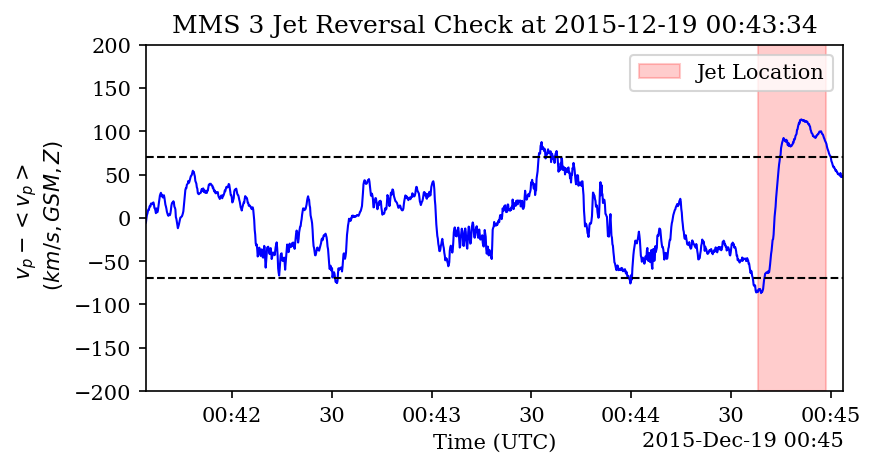 MMS 3 Jet Reversal Check at 2015-12-19 00:43:34
Jet Location
v_p − < v_p >
(km/s, GSM, Z)
200
150
100
50
0
−50
−100
−150
−200
00:42
30
00:43
30
00:44
30
00:45
Time (UTC)
2015-Dec-19 00:45